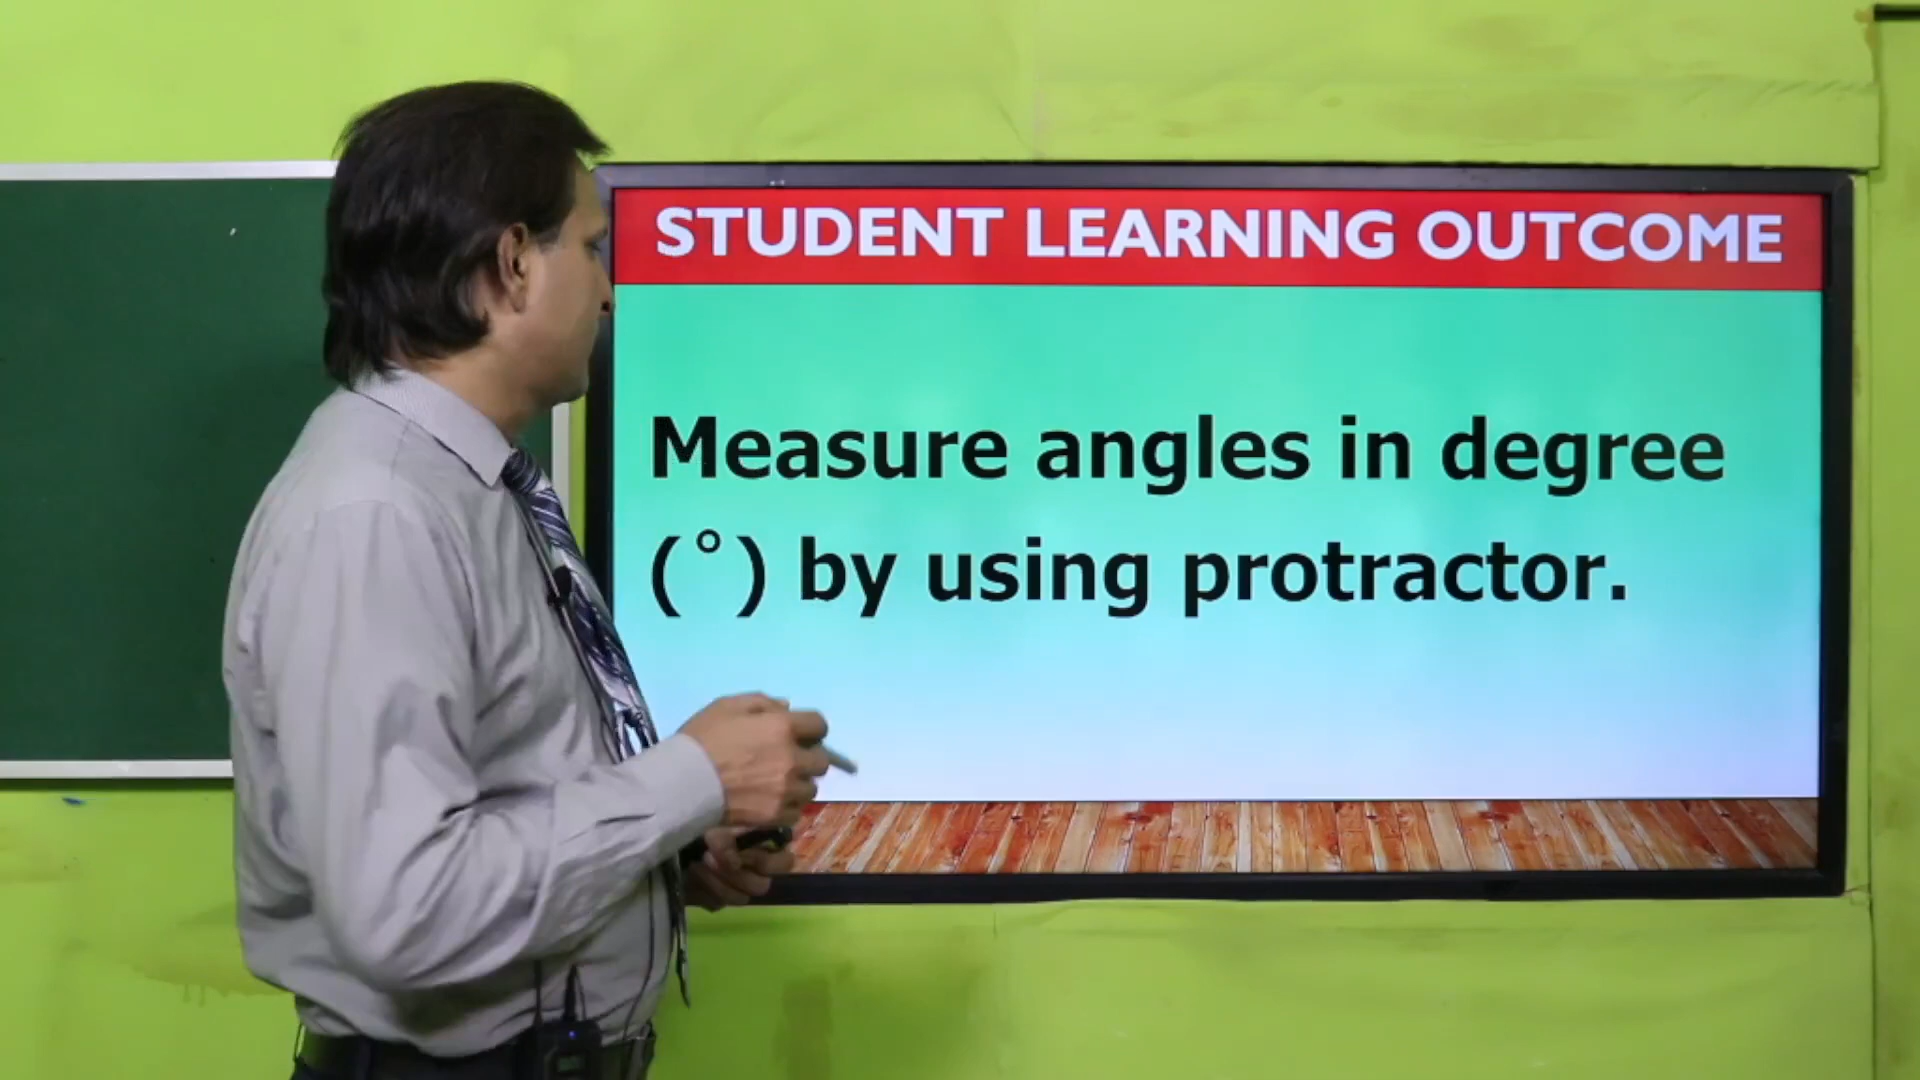 STUDENT LEARNING OUTCOME
Measure angles in degree
(°) by using protractor.